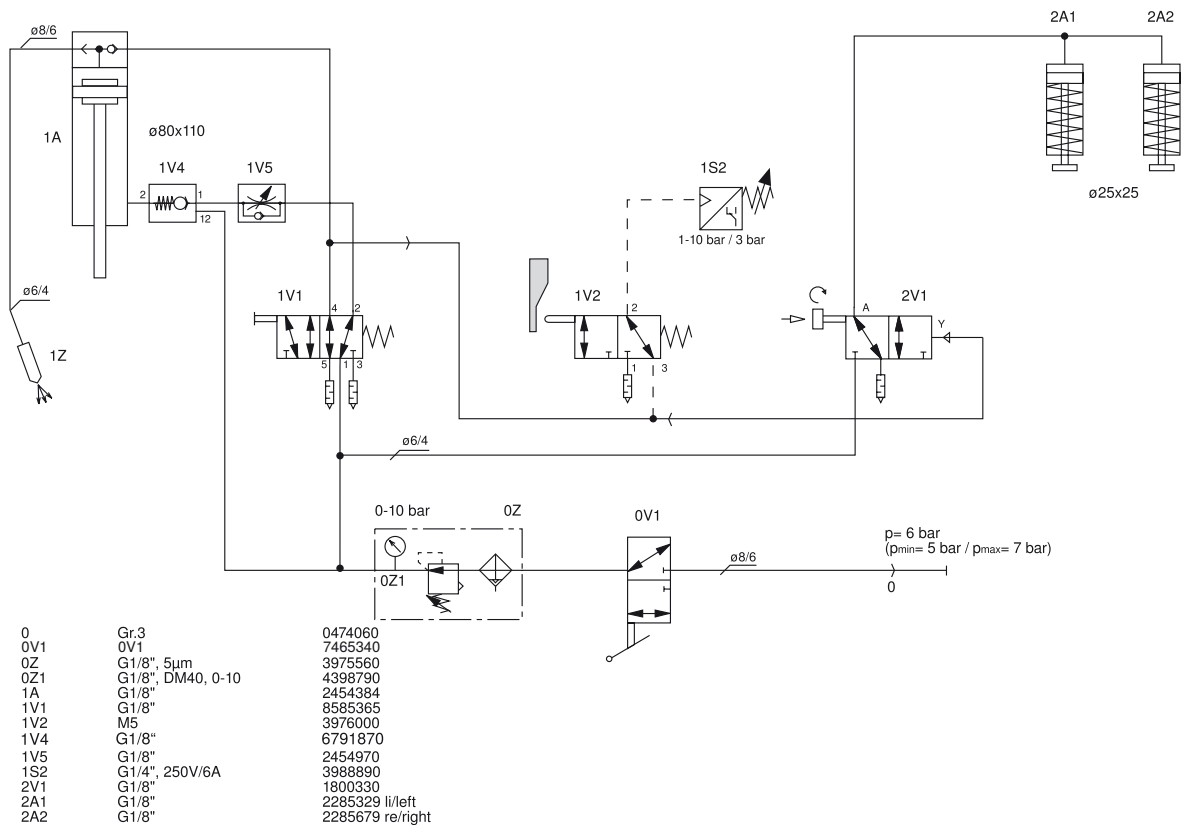 ø8/6
2A1
2A2
1A
ø80x110
1V4
1V5
2
1
12
1S2
1-10 bar / 3 bar
ø25x25
ø6/4
1Z
1V1
4
2
5
1
3
1V2
2
1
3
2V1
A
Y
ø6/4
0-10 bar
0Z
0Z1
0V1
ø8/6
p= 6 bar
(pmin= 5 bar / pmax= 7 bar)
0
0 Gr.3 0474060
0V1 0V1 7465340
0Z G1/8", 5µm 3975560
0Z1 G1/8", DM40, 0-10 4398790
1A G1/8" 2454384
1V1 G1/8" 8585365
1V2 M5 3976000
1V4 G1/8“ 6791870
1V5 G1/8" 2454970
1S2 G1/4", 250V/6A 3988890
2V1 G1/8" 1800330
2A1 G1/8" 2285329 li/left
2A2 G1/8" 2285679 re/right